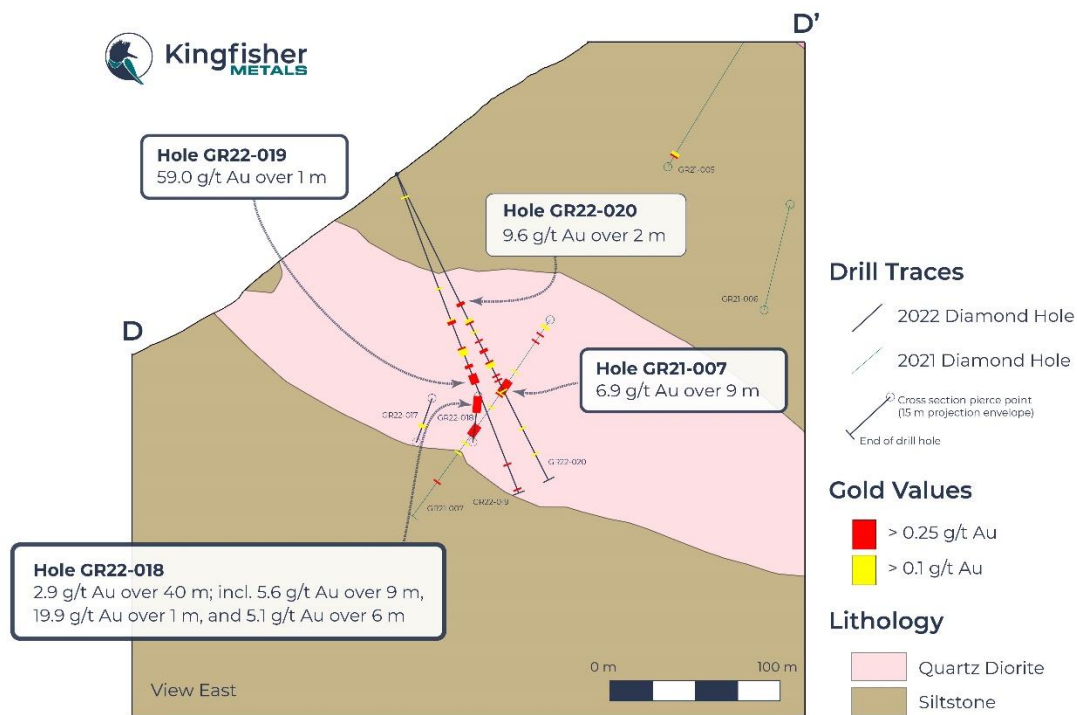 D'
Kingfisher
METALS
Hole GR22-019
59.0 g/t Au over 1 m
GR21-005
Hole GR22-020
9.6 g/t Au over 2 m
GR21-006
D
Hole GR21-007
6.9 g/t Au over 9 m
GR22-017
GR22-018
GR22-020
GR21-007
GR22-019
Hole GR22-018
2.9 g/t Au over 40 m; incl. 5.6 g/t Au over 9 m,
19.9 g/t Au over 1 m, and 5.1 g/t Au over 6 m
View East
0 m
100 m
Drill Traces
2022 Diamond Hole
2021 Diamond Hole
Cross section pierce point
(15 m projection envelope)
End of drill hole
Gold Values
> 0.25 g/t Au
> 0.1 g/t Au
Lithology
Quartz Diorite
Siltstone